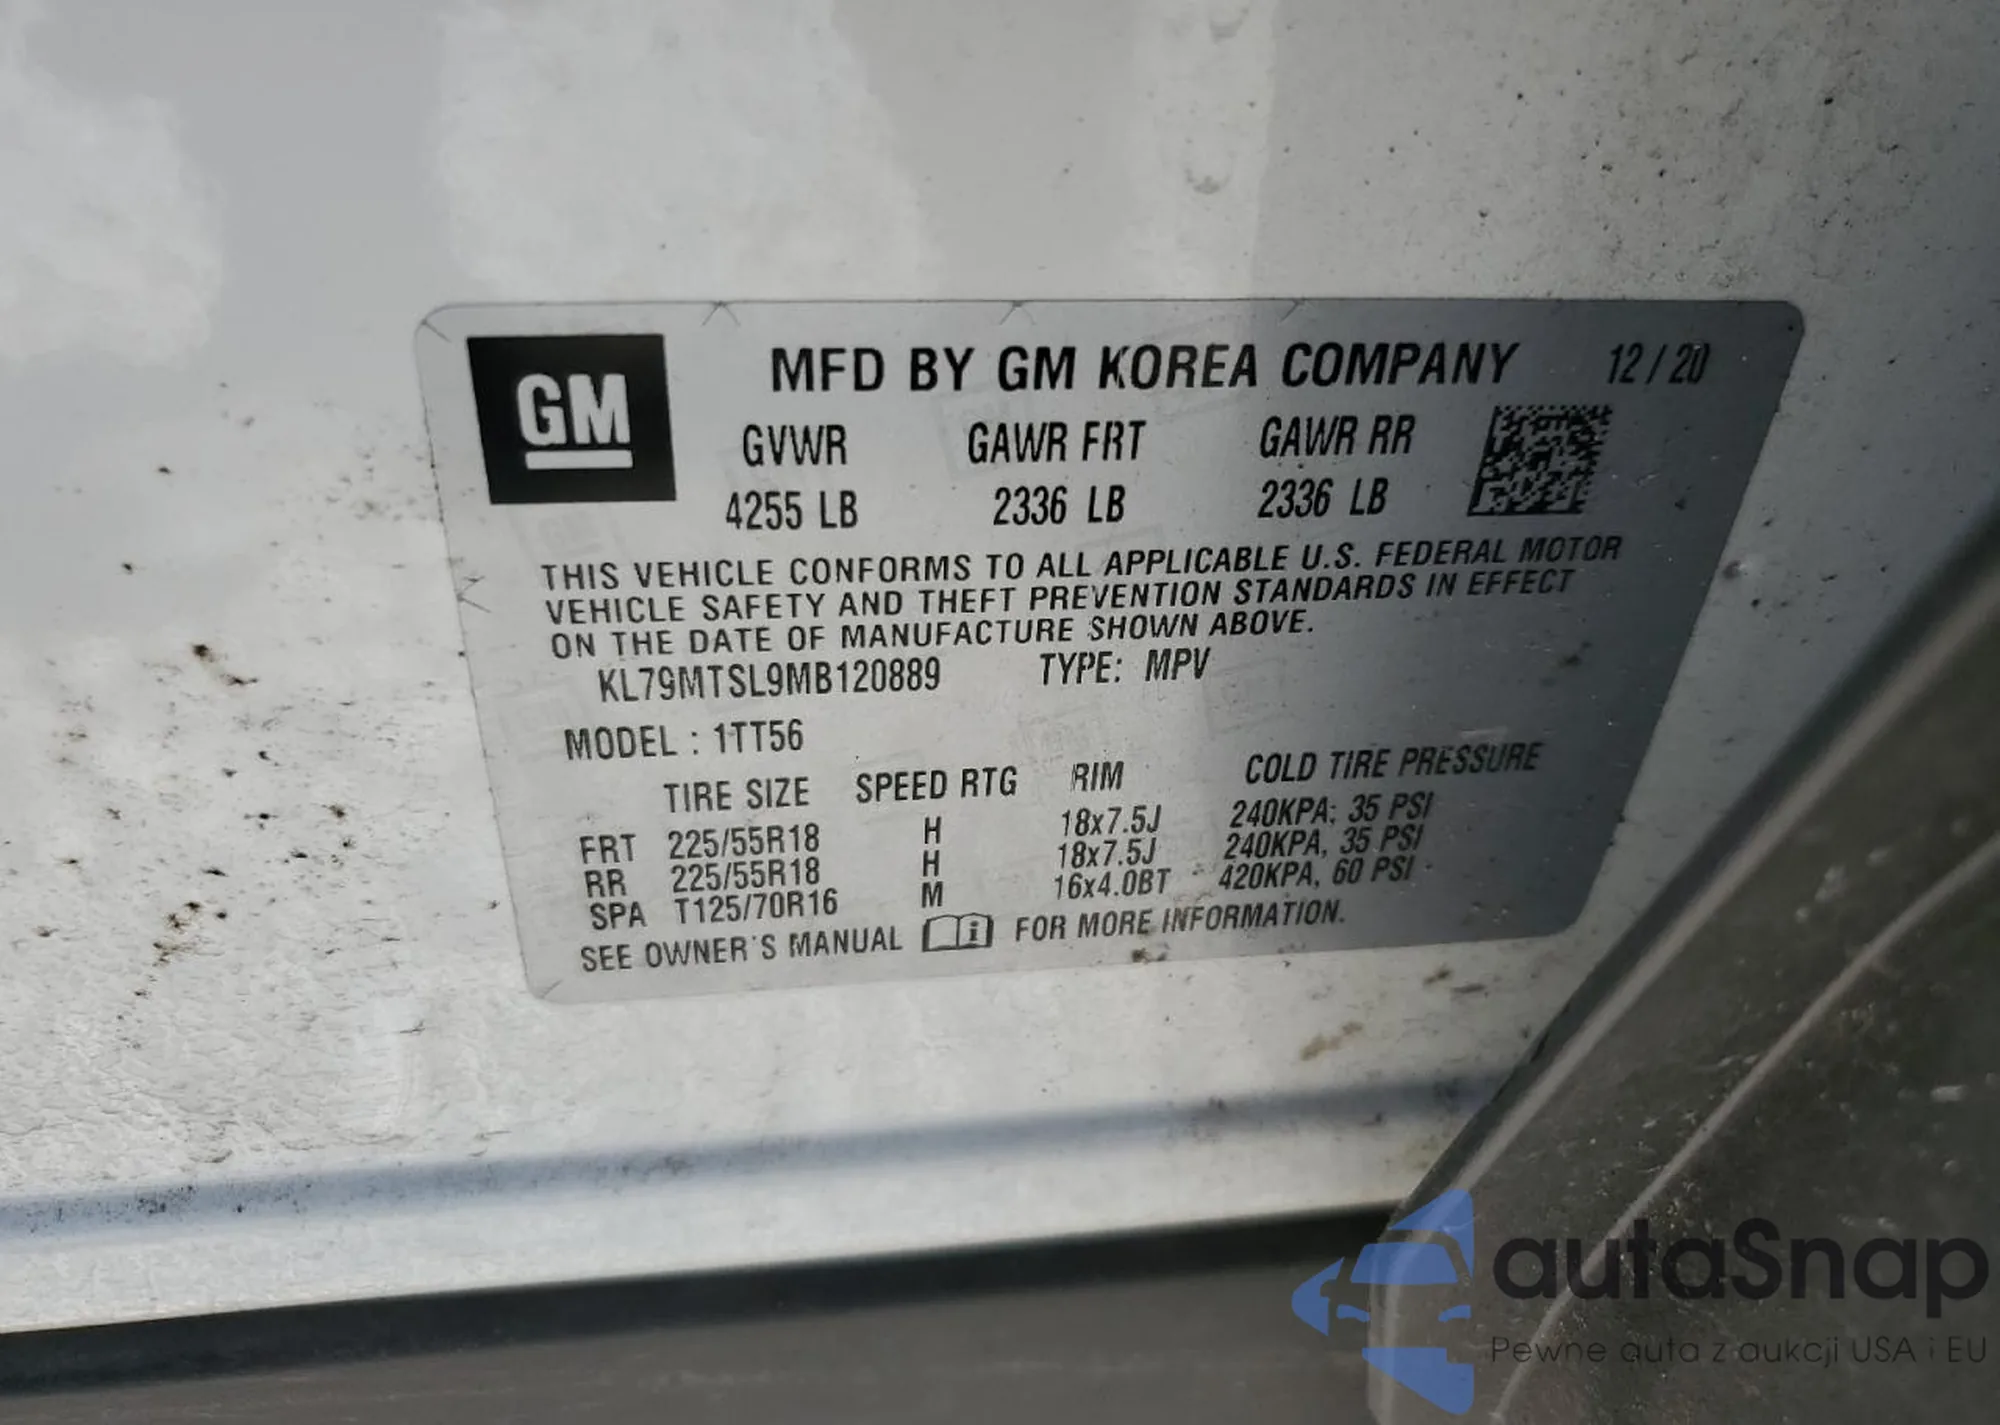 GM
MFD BY GM KOREA COMPANY 12/20
GVWR GAWR FRT GAWR RR
4255 LB 2336 LB 2336 LB
THIS VEHICLE CONFORMS TO ALL APPLICABLE U.S. FEDERAL MOTOR
VEHICLE SAFETY AND THEFT PREVENTION STANDARDS IN EFFECT
ON THE DATE OF MANUFACTURE SHOWN ABOVE.
KL79MTSL9MB120889 TYPE: MPV
MODEL : 1TT56
TIRE SIZE SPEED RTG RIM COLD TIRE PRESSURE
FRT 225/55R18 H 18x7.5J 240KPA; 35 PSI
RR 225/55R18 H 18x7.5J 240KPA, 35 PSI
SPA T125/70R16 M 16x4.0BT 420KPA, 60 PSI
SEE OWNER'S MANUAL i FOR MORE INFORMATION.
autaSnap
Pewne auta z aukcji USA i EU